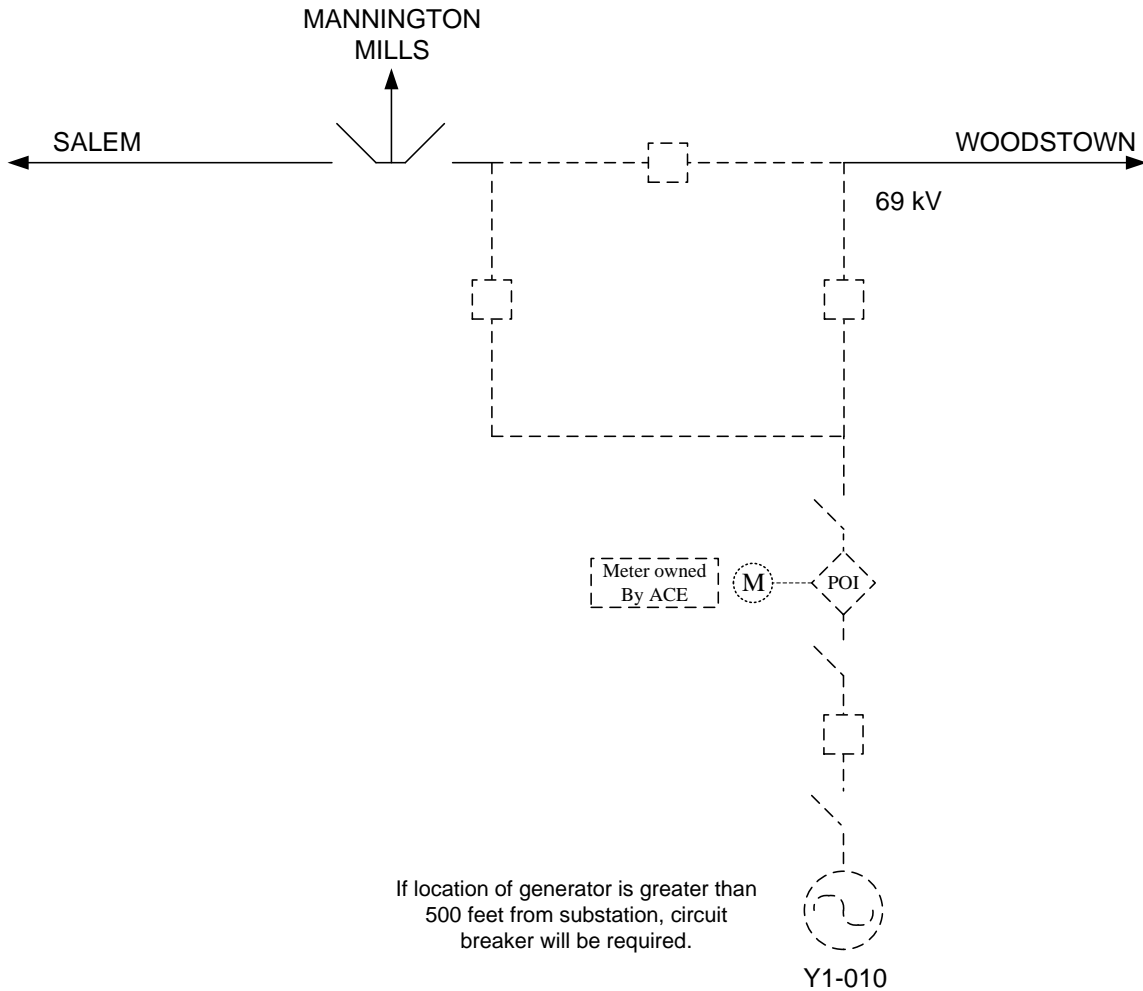 MANNINGTON
MILLS
SALEM
WOODSTOWN
69 kV
Meter owned
By ACE
M
POI
If location of generator is greater than
500 feet from substation, circuit
breaker will be required.
Y1-010